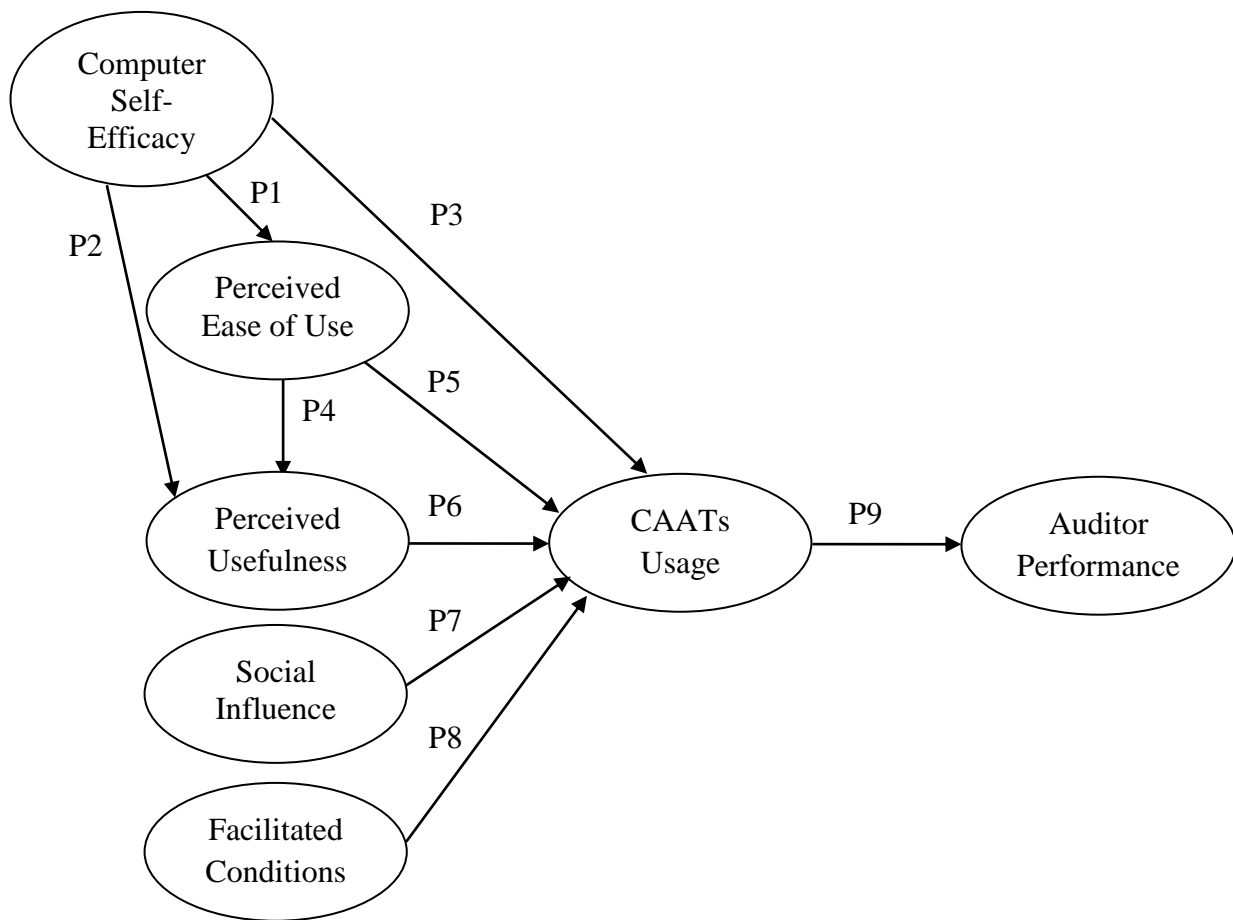 Computer
Self-
Efficacy
P1
P3
P2
Perceived
Ease of Use
P5
P4
Perceived
Usefulness
P6
CAATs
Usage
P9
Auditor
Performance
P7
Social
Influence
P8
Facilitated
Conditions